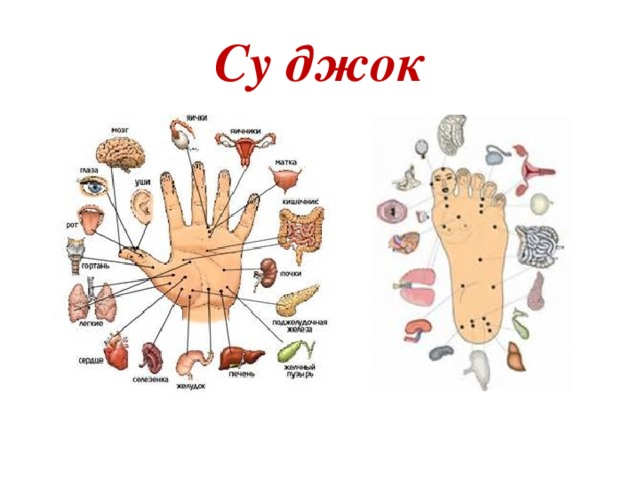 Су джок
яички
мозг
яичники
матка
глаза
уши
кишечник
рот
гортань
почки
легкие
поджелудочная
железа
сердце
селезенка
желудок
печень
желчный
пузырь